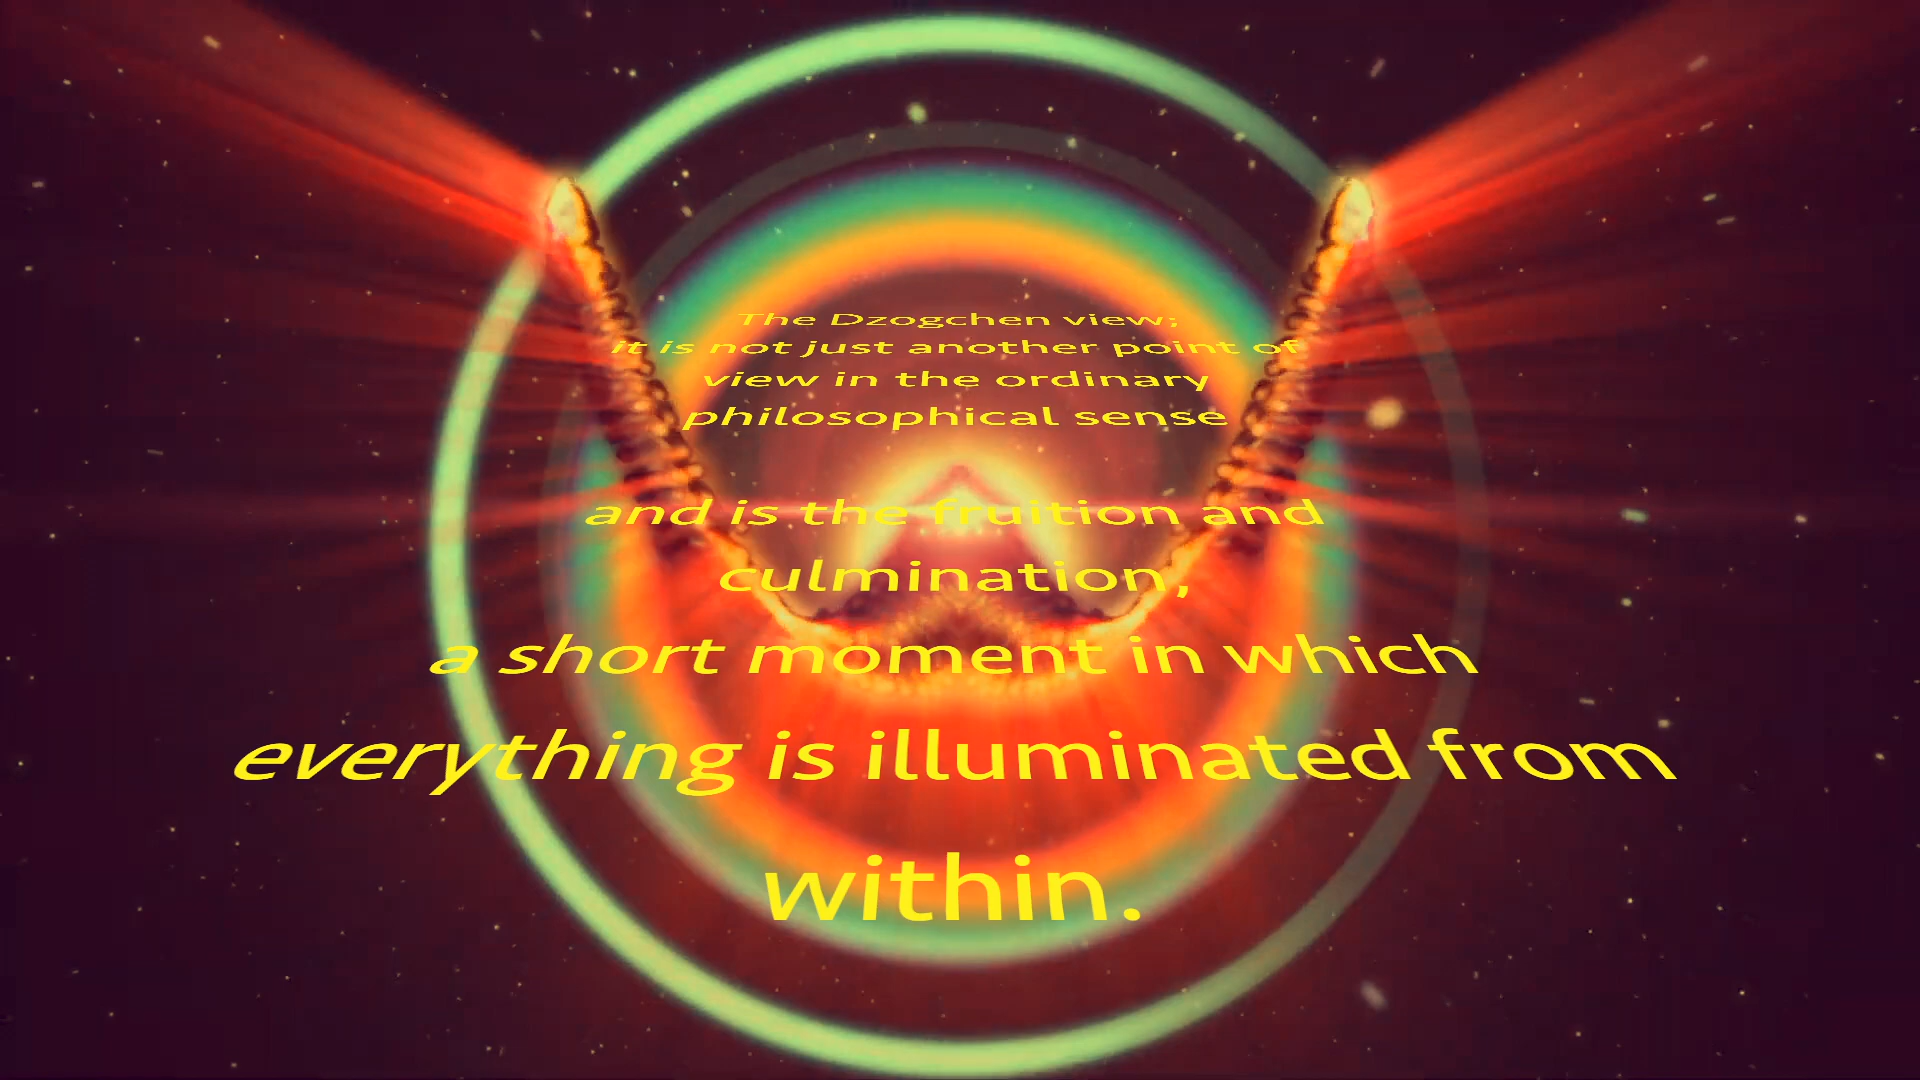 The Dzogchen view;
it is not just another point of
view in the ordinary
philosophical sense
and is the fruition and
culmination,
a short moment in which
everything is illuminated from
within.